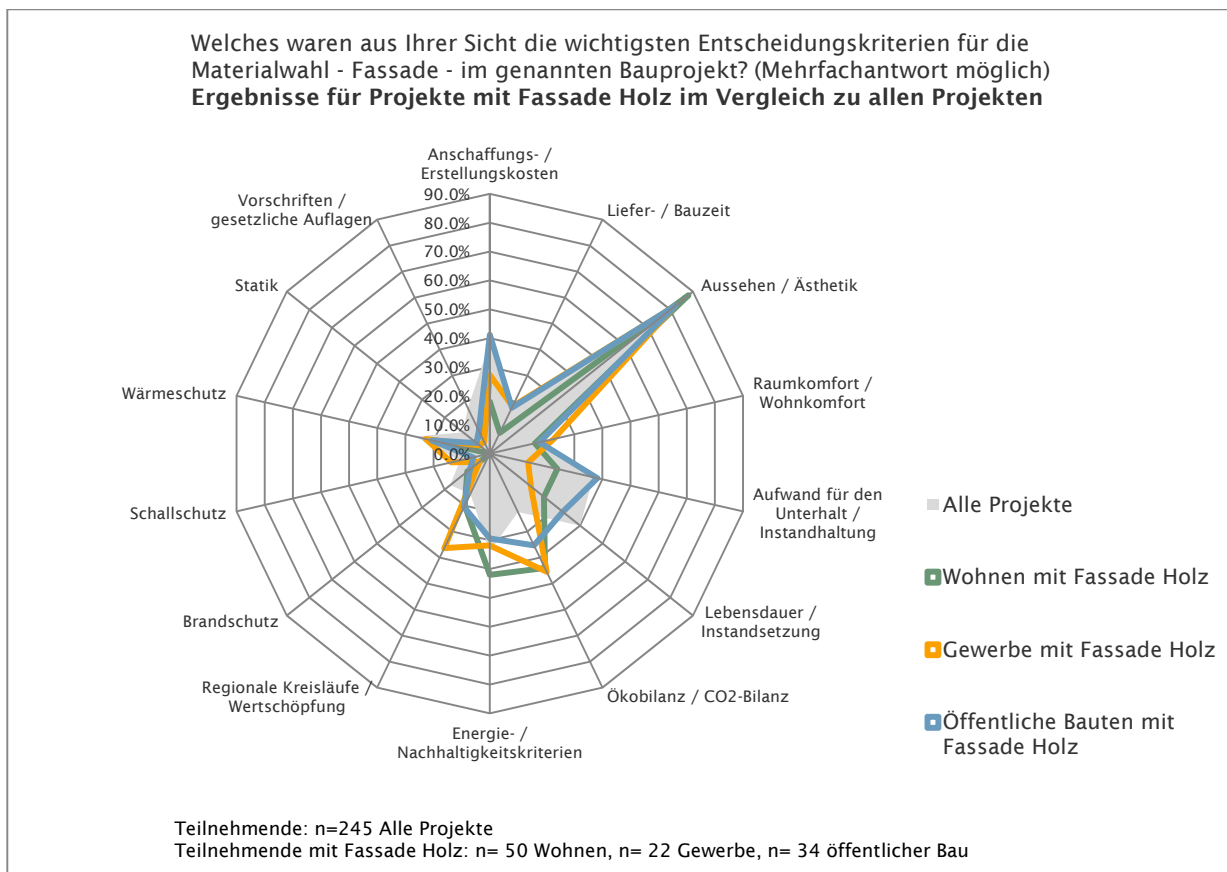 Welches waren aus Ihrer Sicht die wichtigsten Entscheidungskriterien für die
Materialwahl - Fassade - im genannten Bauprojekt? (Mehrfachantwort möglich)
Ergebnisse für Projekte mit Fassade Holz im Vergleich zu allen Projekten
Anschaffungs- /
Erstellungskosten
Liefer- / Bauzeit
Aussehen / Ästhetik
Raumkomfort /
Wohnkomfort
Aufwand für den
Unterhalt /
Instandhaltung
Lebensdauer /
Instandsetzung
Ökobilanz / CO2-Bilanz
Energie- /
Nachhaltigkeitskriterien
Regionale Kreisläufe /
Wertschöpfung
Brandschutz
Schallschutz
Wärmeschutz
Statik
Vorschriften /
gesetzliche Auflagen
90.0%
80.0%
70.0%
60.0%
50.0%
40.0%
30.0%
20.0%
10.0%
0.0%
Alle Projekte
Wohnen mit Fassade Holz
Gewerbe mit Fassade Holz
Öffentliche Bauten mit
Fassade Holz
Teilnehmende: n=245 Alle Projekte
Teilnehmende mit Fassade Holz: n= 50 Wohnen, n= 22 Gewerbe, n= 34 öffentlicher Bau